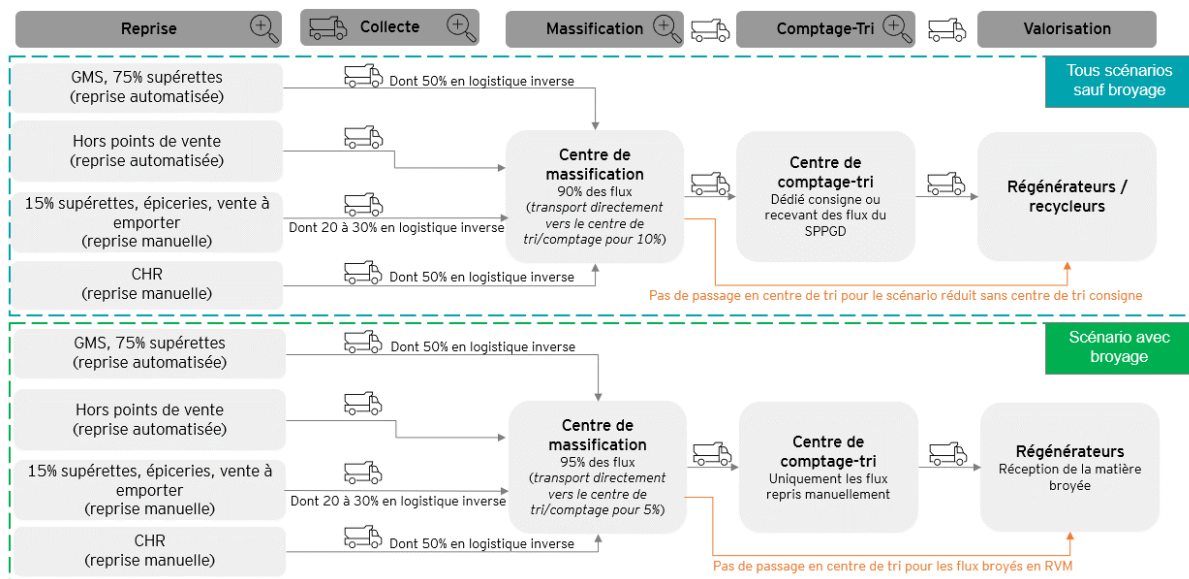 Reprise
Collecte
Massification
Comptage-Tri
Valorisation
Tous scénarios
sauf broyage
GMS, 75% supérettes
(reprise automatisée)
Dont 50% en logistique inverse
Hors points de vente
(reprise automatisée)
15% supérettes, épiceries, vente à
emporter
(reprise manuelle)
Dont 20 à 30% en logistique inverse
CHR
(reprise manuelle)
Dont 50% en logistique inverse
Centre de
massification
90% des flux
(transport directement
vers le centre de
tri/comptage pour 10%)
Centre de
comptage-tri
Dédié consigne ou
recevant des flux du
SPPGD
Régénérateurs /
recycleurs
Pas de passage en centre de tri pour le scénario réduit sans centre de tri consigne
Scénario avec
broyage
GMS, 75% supérettes
(reprise automatisée)
Dont 50% en logistique inverse
Hors points de vente
(reprise automatisée)
15% supérettes, épiceries, vente à
emporter
(reprise manuelle)
Dont 20 à 30% en logistique inverse
CHR
(reprise manuelle)
Dont 50% en logistique inverse
Centre de
massification
95% des flux
(transport directement
vers le centre de
tri/comptage pour 5%)
Centre de
comptage-tri
Uniquement les flux
repris manuellement
Régénérateurs
Réception de la matière
broyée
Pas de passage en centre de tri pour les flux broyés en RVM